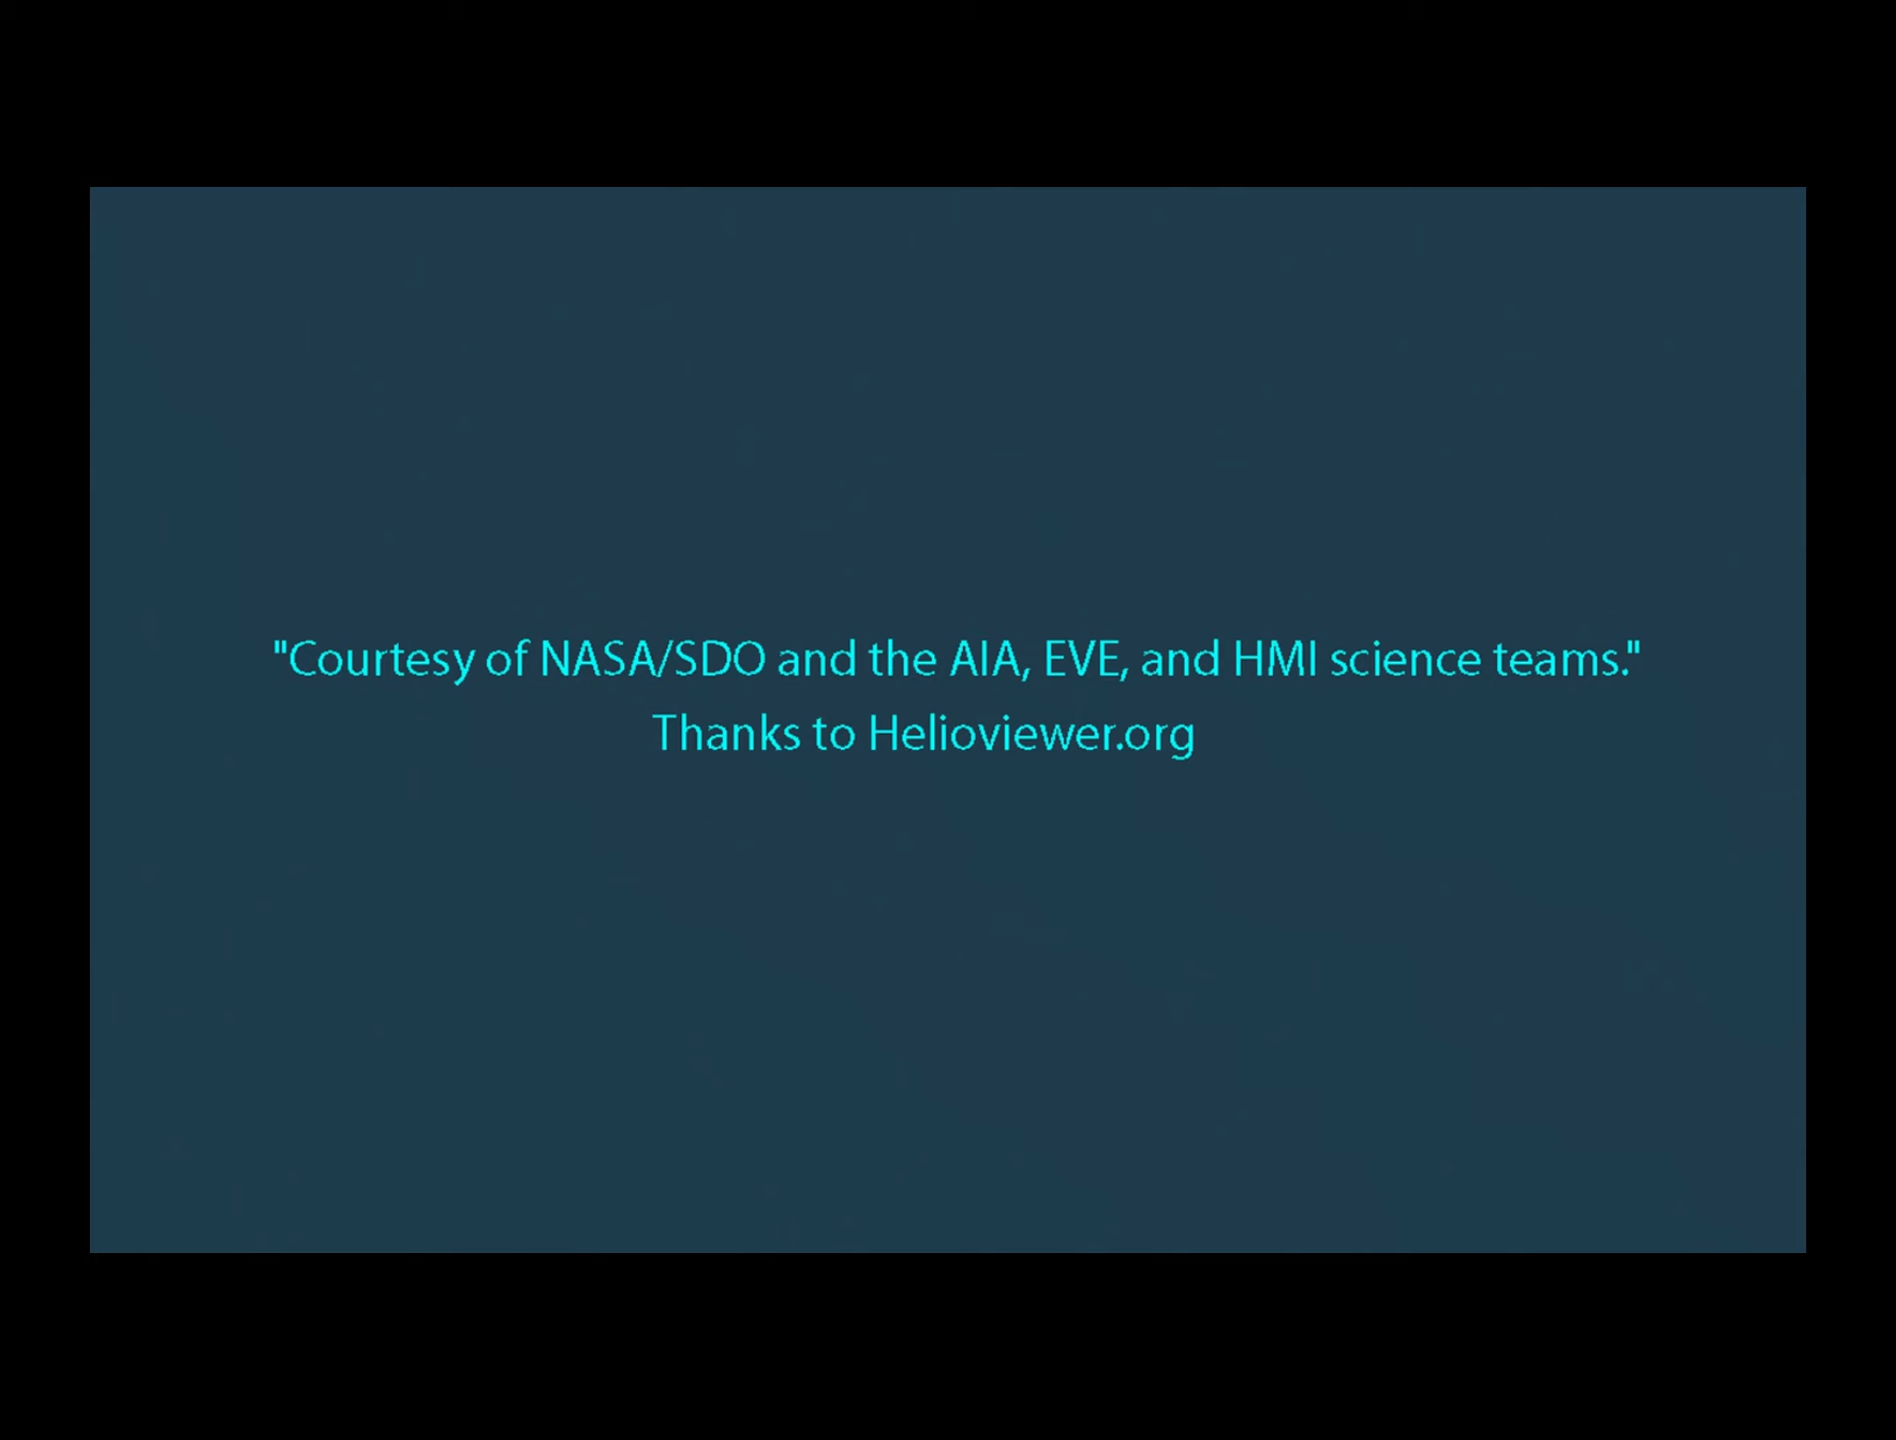 "Courtesy of NASA/SDO and the AIA, EVE, and HMI science teams."
Thanks to Helioviewer.org